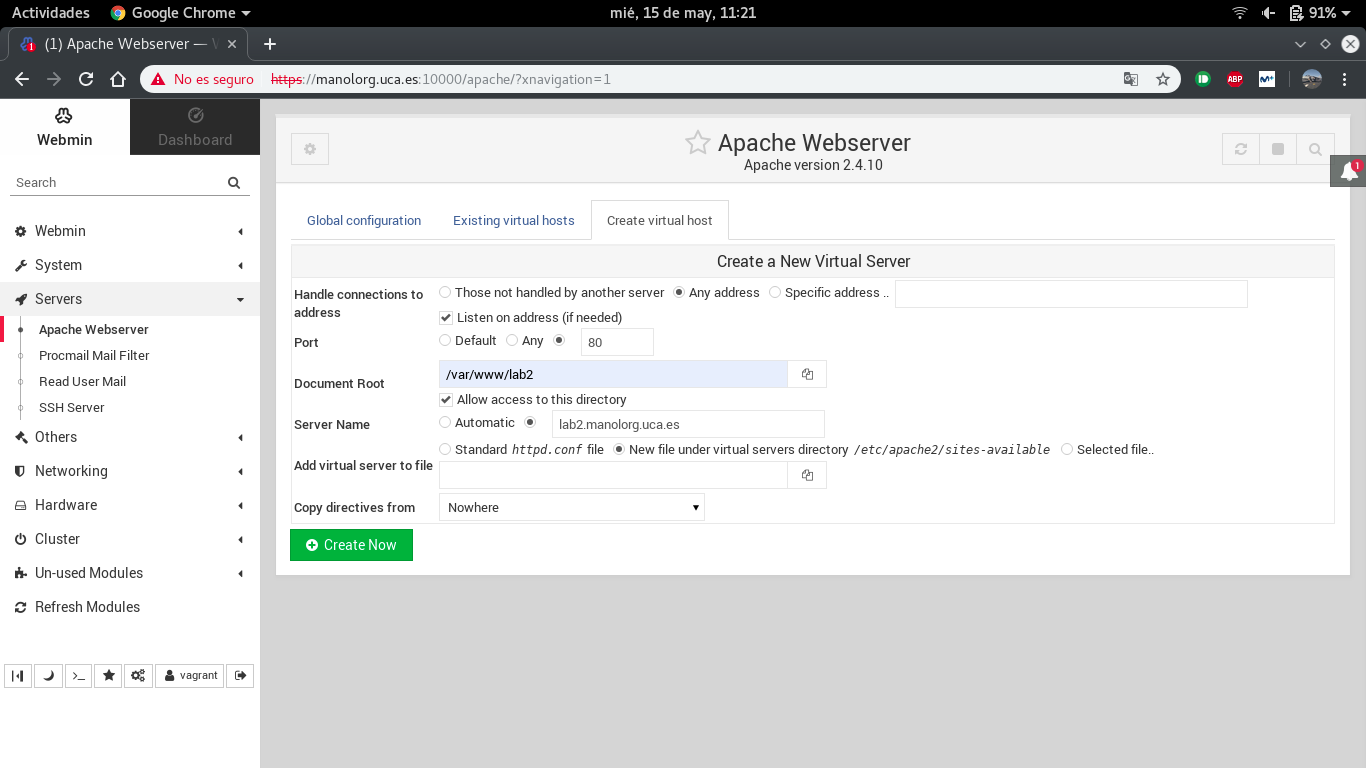 Actividades Google Chrome mié, 15 de may, 11:21 91%
(1) Apache Webserver —
No es seguro https://manolorg.uca.es:10000/apache/?xnavigation=1 ABP
Webmin
Dashboard
Search
Webmin
System
Servers
Apache Webserver
Procmail Mail Filter
Read User Mail
SSH Server
Others
Networking
Hardware
Cluster
Un-used Modules
Refresh Modules
vagrant
Apache Webserver
Apache version 2.4.10
1
Global configuration Existing virtual hosts Create virtual host
Create a New Virtual Server
Handle connections to address
Those not handled by another server Any address Specific address ..
Listen on address (if needed)
Port Default Any 80
Document Root /var/www/lab2
Allow access to this directory
Server Name Automatic lab2.manolorg.uca.es
Add virtual server to file Standard httpd.conf file New file under virtual servers directory /etc/apache2/sites-available Selected file..
Copy directives from Nowhere
Create Now